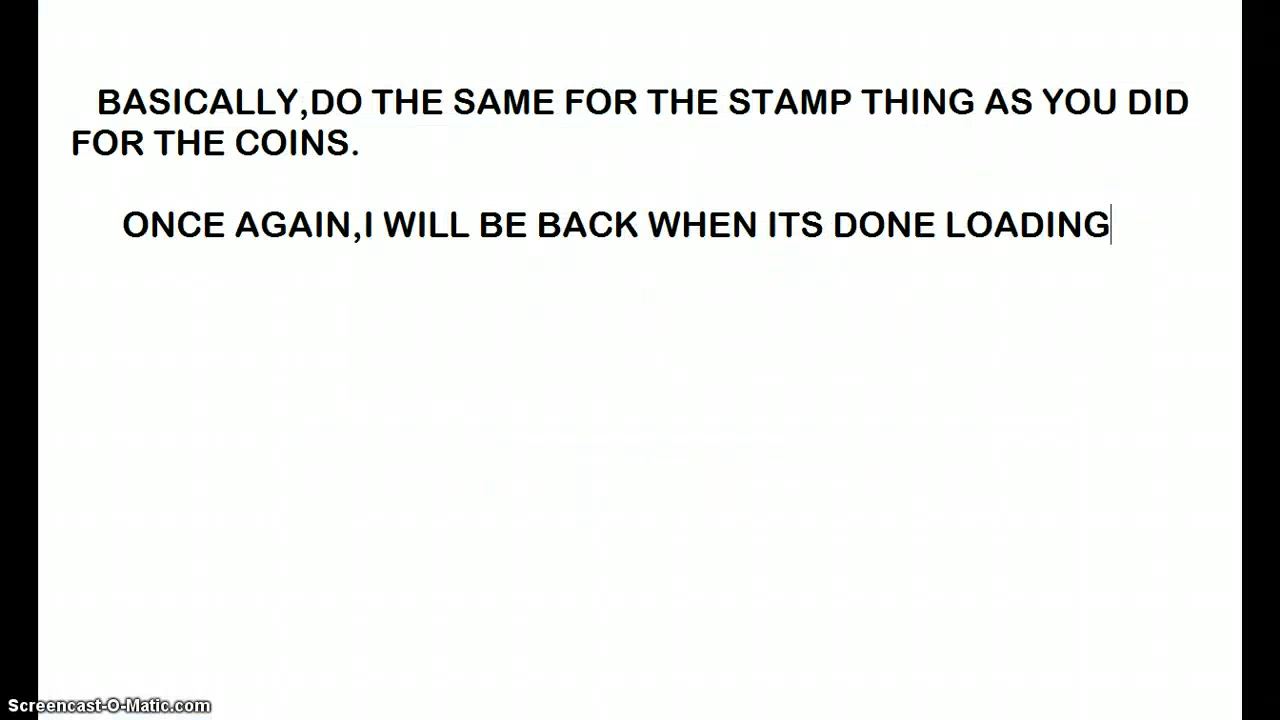 BASICALLY,DO THE SAME FOR THE STAMP THING AS YOU DID
FOR THE COINS.
ONCE AGAIN,I WILL BE BACK WHEN ITS DONE LOADING
Screencast-O-Matic.com